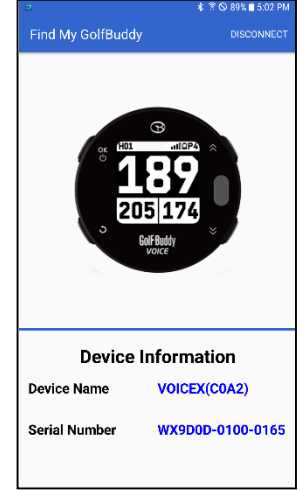 89% 5:02 PM
Find My GolfBuddy DISCONNECT
OK H01 P4
189
205 174
GolfBuddy
VOICE
Device Information
Device Name VOICEX(C0A2)
Serial Number WX9D0D-0100-0165